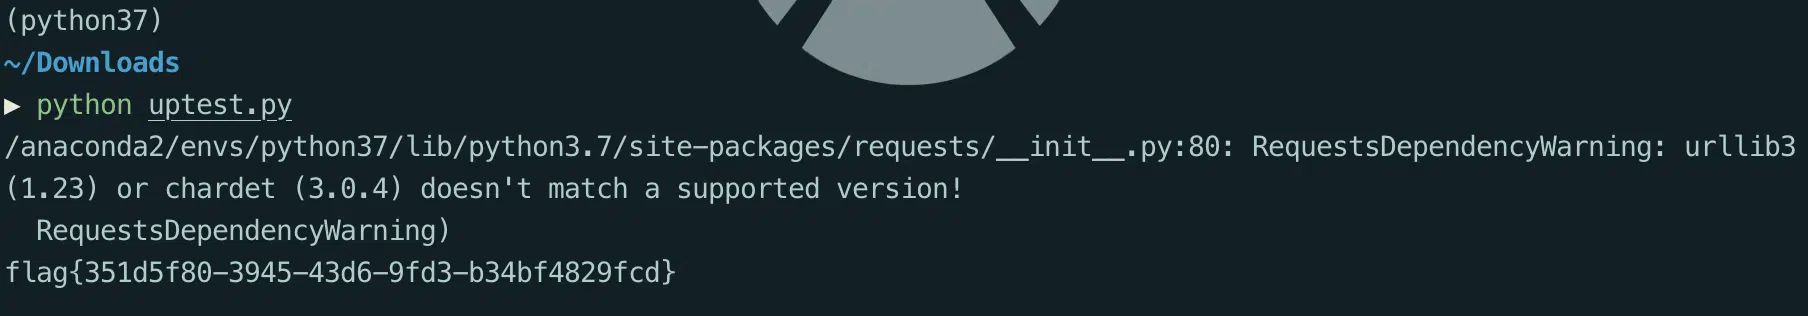 (python37)
~/Downloads
▶ python uptest.py
/anaconda2/envs/python37/lib/python3.7/site-packages/requests/__init__.py:80: RequestsDependencyWarning: urllib3
(1.23) or chardet (3.0.4) doesn't match a supported version!
  RequestsDependencyWarning)
flag{351d5f80-3945-43d6-9fd3-b34bf4829fcd}